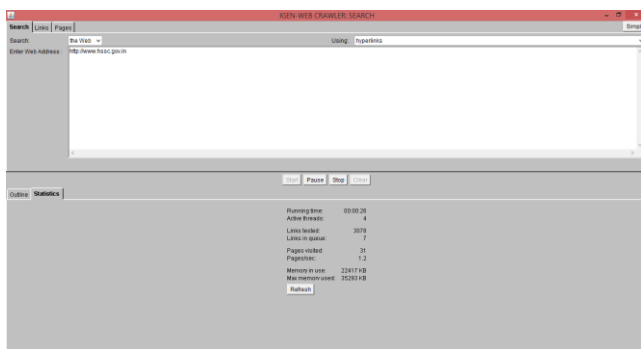 XGEN-WEB CRAWLER: SEARCH
Search Links Pages
Search: the Web Using: hyperlinks
Enter Web Address: http://www.hssc.gov.in
Start Pause Stop Clear
Outline Statistics
Running time: 00:00:26
Active threads: 4
Links tested: 3078
Links in queue: 7
Pages visited: 31
Pages/sec: 1.2
Memory in use: 22417 KB
Max memory used: 35293 KB
Refresh